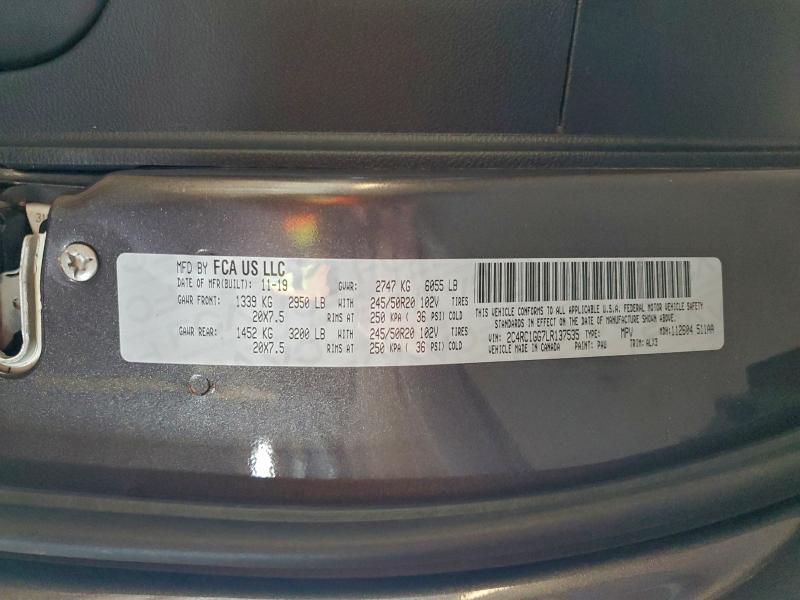 MFD BY FCA US LLC
DATE OF MFR(BUILT): 11-19 GVWR: 2747 KG 6055 LB
GAWR FRONT: 1339 KG 2950 LB WITH 245/50R20 102V TIRES
20X7.5 RIMS AT 250 KPA ( 36 PSI) COLD
GAWR REAR: 1452 KG 3200 LB WITH 245/50R20 102V TIRES
20X7.5 RIMS AT 250 KPA ( 36 PSI) COLD
THIS VEHICLE CONFORMS TO ALL APPLICABLE U.S.A. FEDERAL MOTOR VEHICLE SAFETY
STANDARDS IN EFFECT ON THE DATE OF MANUFACTURE SHOWN ABOVE.
VIN: 2C4RC1GG7LR137535 TYPE: MPV MDH: 112604 511AA
VEHICLE MADE IN CANADA PAINT: PAU TRIM: ALX3